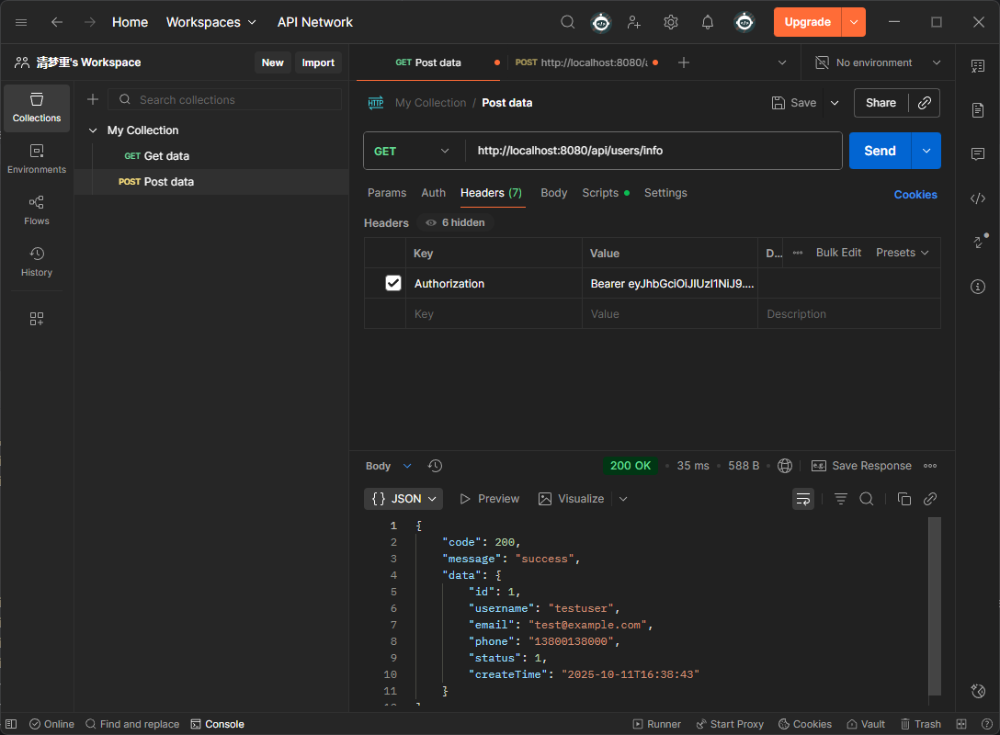 Home Workspaces API Network Upgrade
清梦重's Workspace New Import GET Post data POST http://localhost:8080/a No environment
Collections
Environments
Flows
History
Search collections
My Collection
GET Get data
POST Post data
HTTP My Collection / Post data Save Share
GET http://localhost:8080/api/users/info Send
Params Auth Headers (7) Body Scripts Settings Cookies
Headers 6 hidden
Key Value D... Bulk Edit Presets
Authorization Bearer eyJhbGciOiJIUzI1NiJ9....
Key Value Description
Body 200 OK 35 ms 588 B e.g. Save Response
{} JSON Preview Visualize
1 {
2 "code": 200,
3 "message": "success",
4 "data": {
5 "id": 1,
6 "username": "testuser",
7 "email": "test@example.com",
8 "phone": "13800138000",
9 "status": 1,
10 "createTime": "2025-10-11T16:38:43"
11 }
Online Find and replace Console Runner Start Proxy Cookies Vault Trash